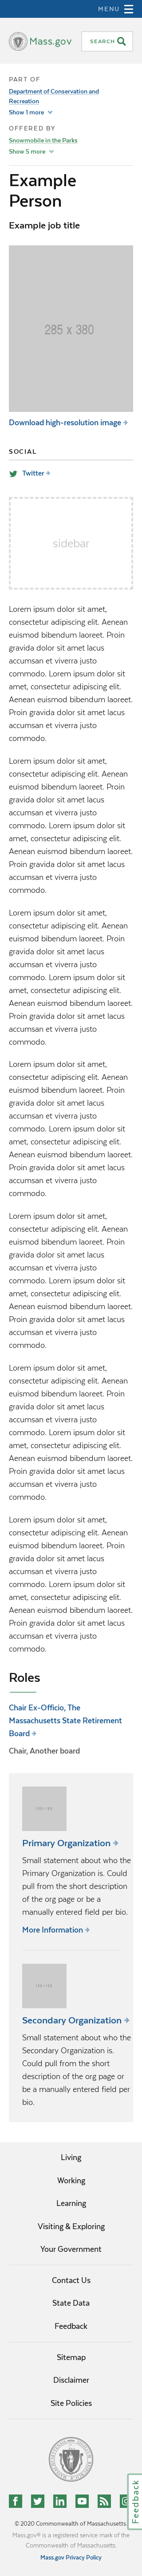 MENU
Mass.gov
SEARCH
PART OF
Department of Conservation and
Recreation
Show 1 more
OFFERED BY
Snowmobile in the Parks
Show 5 more
Example
Person
Example job title
285 x 380
Download high-resolution image
SOCIAL
Twitter
sidebar
Lorem ipsum dolor sit amet,
consectetur adipiscing elit. Aenean
euismod bibendum laoreet. Proin
gravida dolor sit amet lacus
accumsan et viverra justo
commodo. Lorem ipsum dolor sit
amet, consectetur adipiscing elit.
Aenean euismod bibendum laoreet.
Proin gravida dolor sit amet lacus
accumsan et viverra justo
commodo.
Lorem ipsum dolor sit amet,
consectetur adipiscing elit. Aenean
euismod bibendum laoreet. Proin
gravida dolor sit amet lacus
accumsan et viverra justo
commodo. Lorem ipsum dolor sit
amet, consectetur adipiscing elit.
Aenean euismod bibendum laoreet.
Proin gravida dolor sit amet lacus
accumsan et viverra justo
commodo.
Lorem ipsum dolor sit amet,
consectetur adipiscing elit. Aenean
euismod bibendum laoreet. Proin
gravida dolor sit amet lacus
accumsan et viverra justo
commodo. Lorem ipsum dolor sit
amet, consectetur adipiscing elit.
Aenean euismod bibendum laoreet.
Proin gravida dolor sit amet lacus
accumsan et viverra justo
commodo.
Lorem ipsum dolor sit amet,
consectetur adipiscing elit. Aenean
euismod bibendum laoreet. Proin
gravida dolor sit amet lacus
accumsan et viverra justo
commodo. Lorem ipsum dolor sit
amet, consectetur adipiscing elit.
Aenean euismod bibendum laoreet.
Proin gravida dolor sit amet lacus
accumsan et viverra justo
commodo.
Lorem ipsum dolor sit amet,
consectetur adipiscing elit. Aenean
euismod bibendum laoreet. Proin
gravida dolor sit amet lacus
accumsan et viverra justo
commodo. Lorem ipsum dolor sit
amet, consectetur adipiscing elit.
Aenean euismod bibendum laoreet.
Proin gravida dolor sit amet lacus
accumsan et viverra justo
commodo.
Lorem ipsum dolor sit amet,
consectetur adipiscing elit. Aenean
euismod bibendum laoreet. Proin
gravida dolor sit amet lacus
accumsan et viverra justo
commodo. Lorem ipsum dolor sit
amet, consectetur adipiscing elit.
Aenean euismod bibendum laoreet.
Proin gravida dolor sit amet lacus
accumsan et viverra justo
commodo.
Lorem ipsum dolor sit amet,
consectetur adipiscing elit. Aenean
euismod bibendum laoreet. Proin
gravida dolor sit amet lacus
accumsan et viverra justo
commodo. Lorem ipsum dolor sit
amet, consectetur adipiscing elit.
Aenean euismod bibendum laoreet.
Proin gravida dolor sit amet lacus
accumsan et viverra justo
commodo.
Roles
Chair Ex-Officio, The
Massachusetts State Retirement
Board
Chair, Another board
Primary Organization
Small statement about who the
Primary Organization is. Could
pull from the short description
of the org page or be a
manually entered field per bio.
More Information
Secondary Organization
Small statement about who the
Secondary Organization is.
Could pull from the short
description of the org page or
be a manually entered field per
bio.
Living
Working
Learning
Visiting & Exploring
Your Government
Contact Us
State Data
Feedback
Sitemap
Disclaimer
Site Policies
Feedback
© 2020 Commonwealth of Massachusetts.
Mass.gov® is a registered service mark of the
Commonwealth of Massachusetts.
Mass.gov Privacy Policy